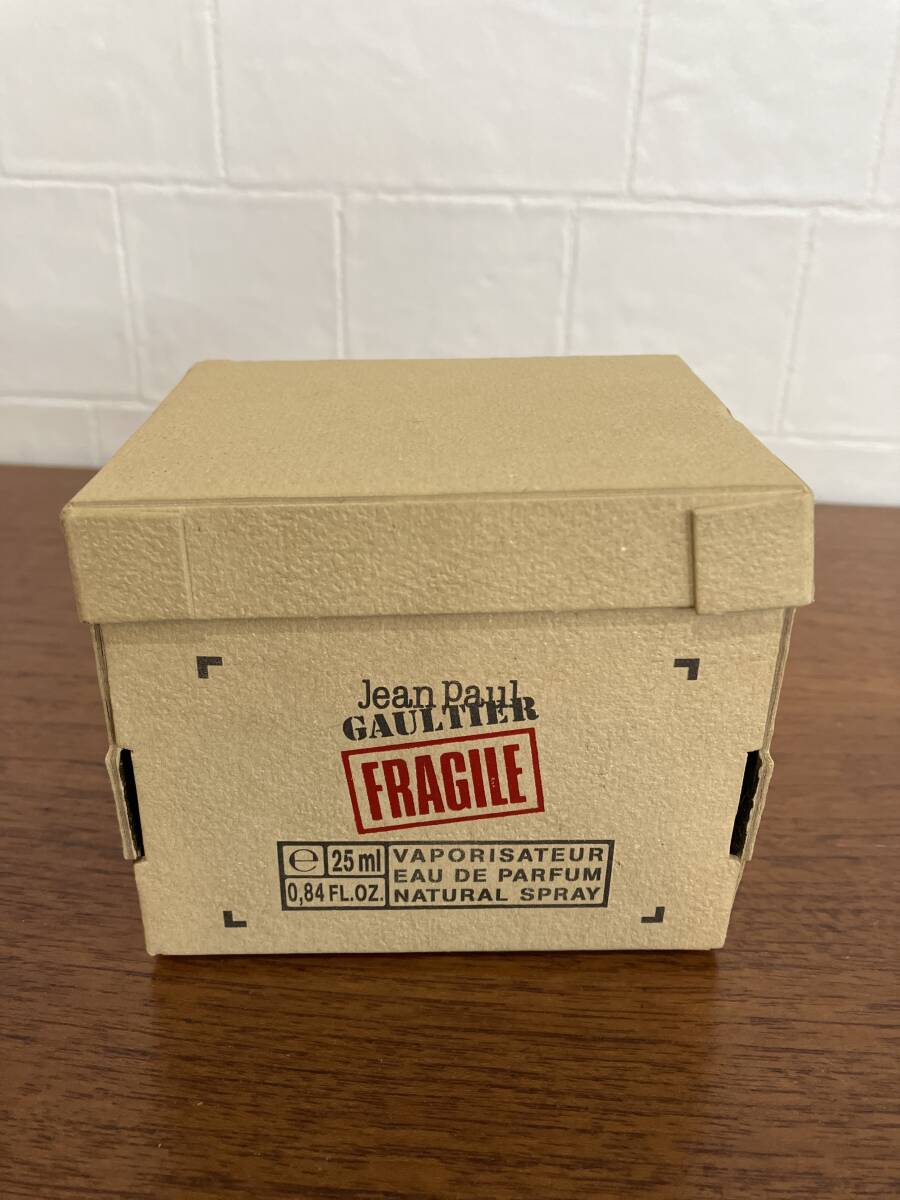 Jean Paul
GAULTIER
FRAGILE
℮ 25 ml
0,84 FL.OZ.
VAPORISATEUR
EAU DE PARFUM
NATURAL SPRAY